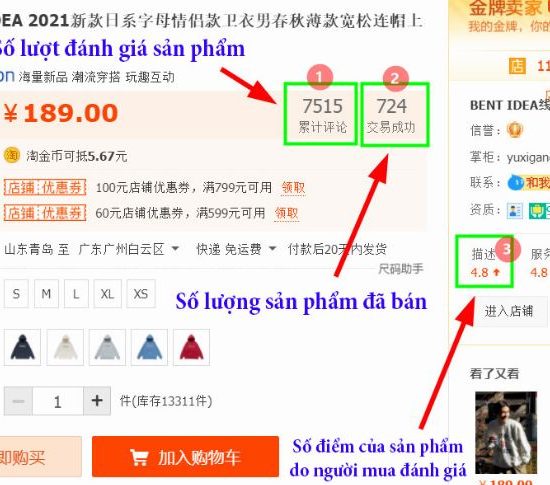 DEA 2021新款日系字母情侣款卫衣男春秋薄款宽松连帽上
Số lượt đánh giá sản phẩm
on 海量新品 潮流穿搭 玩趣互动
¥189.00
1
7515
累计评论
2
724
交易成功
淘 淘金币可抵5.67元
店铺 优惠券 100元店铺优惠券，满799元可用 领取
店铺 优惠券 60元店铺优惠券，满599元可用 领取
山东青岛 至 广东广州白云区 快递 免运费 付款后20天内发货
尺码助手
S M L XL XS
Số lượng sản phẩm đã bán
− 1 + 件(库存13311件)
即购买
加入购物车
Số điểm của sản phẩm
do người mua đánh giá
金牌卖家
我的金牌，你的
店 11
BENT IDEA线
信誉：
掌柜： yuxigan
联系： 和我
资质：
描述
3
服务
4.8
4.8
进入店铺
看了又看
¥189.00